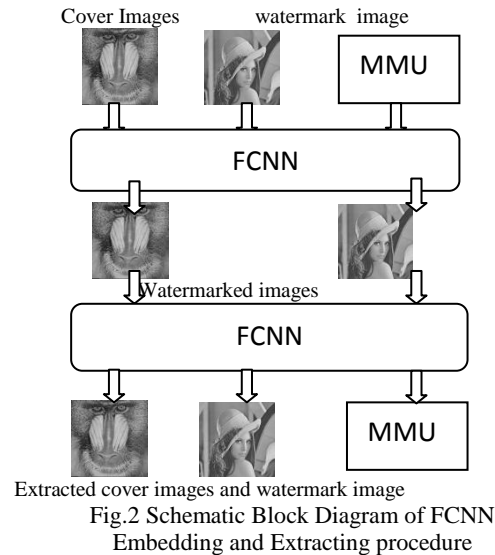 Cover Images watermark image
MMU
FCNN
Watermarked images
FCNN
MMU
Extracted cover images and watermark image
Fig.2 Schematic Block Diagram of FCNN
Embedding and Extracting procedure